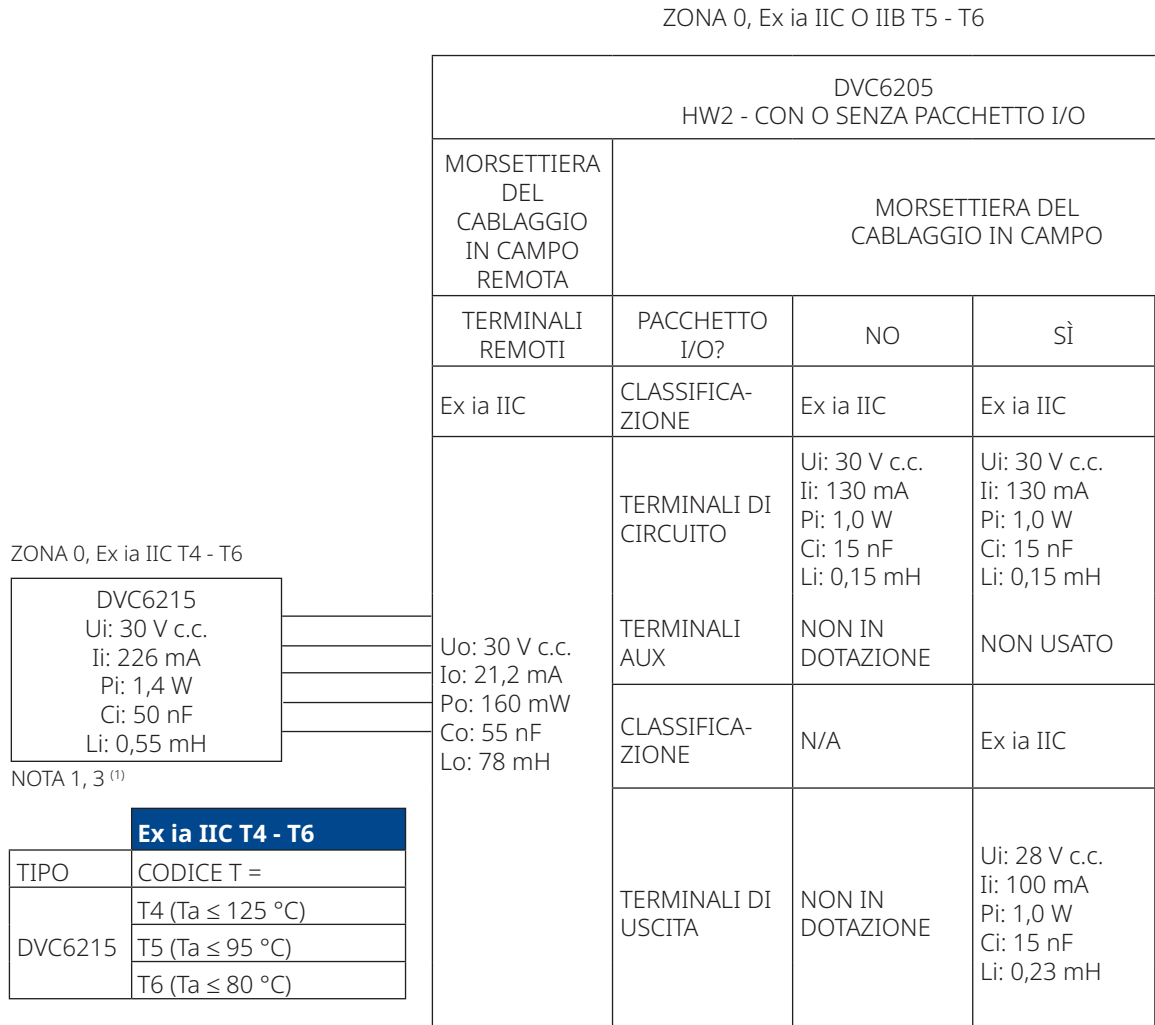 ZONA 0, Ex ia IIC O IIB T5 - T6
DVC6205
HW2 - CON O SENZA PACCHETTO I/O
MORSETTIERA
DEL
CABLAGGIO
IN CAMPO
REMOTA
MORSETTIERA DEL
CABLAGGIO IN CAMPO
TERMINALI
REMOTI
PACCHETTO
I/O?
NO
SÌ
Ex ia IIC
CLASSIFICA-
ZIONE
Ex ia IIC
Ex ia IIC
TERMINALI DI
CIRCUITO
Ui: 30 V c.c.
Ii: 130 mA
Pi: 1,0 W
Ci: 15 nF
Li: 0,15 mH
Ui: 30 V c.c.
Ii: 130 mA
Pi: 1,0 W
Ci: 15 nF
Li: 0,15 mH
ZONA 0, Ex ia IIC T4 - T6
DVC6215
Ui: 30 V c.c.
Ii: 226 mA
Pi: 1,4 W
Ci: 50 nF
Li: 0,55 mH
NOTA 1, 3 (1)
Uo: 30 V c.c.
Io: 21,2 mA
Po: 160 mW
Co: 55 nF
Lo: 78 mH
TERMINALI
AUX
NON IN
DOTAZIONE
NON USATO
CLASSIFICA-
ZIONE
N/A
Ex ia IIC
TERMINALI DI
USCITA
NON IN
DOTAZIONE
Ui: 28 V c.c.
Ii: 100 mA
Pi: 1,0 W
Ci: 15 nF
Li: 0,23 mH
Ex ia IIC T4 - T6
TIPO
CODICE T =
DVC6215
T4 (Ta ≤ 125 °C)
T5 (Ta ≤ 95 °C)
T6 (Ta ≤ 80 °C)